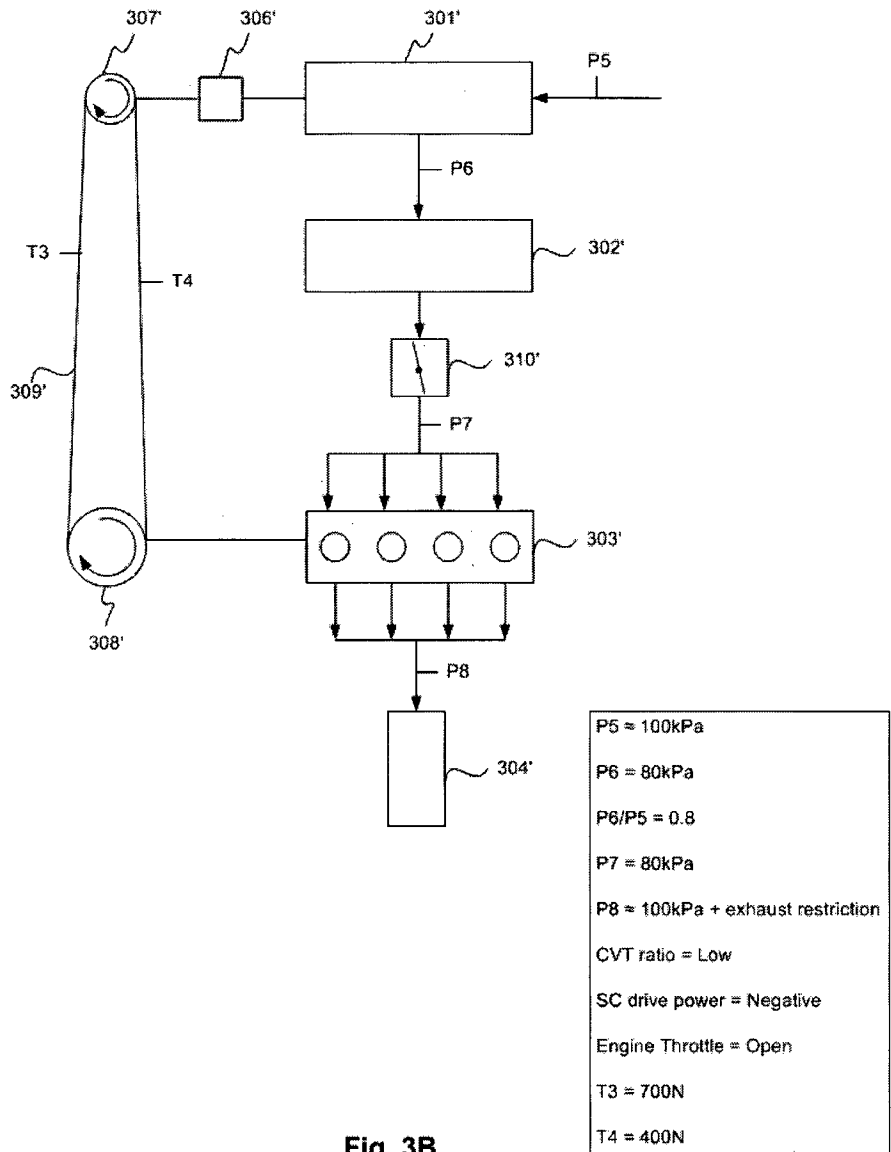 307'
306'
301'
P5
P6
T3
T4
302'
310'
309'
P7
303'
308'
P8
304'
P5 ≈ 100kPa
P6 = 80kPa
P6/P5 = 0.8
P7 = 80kPa
P8 ≈ 100kPa + exhaust restriction
CVT ratio = Low
SC drive power = Negative
Engine Throttle = Open
T3 = 700N
T4 = 400N
Fig. 3B